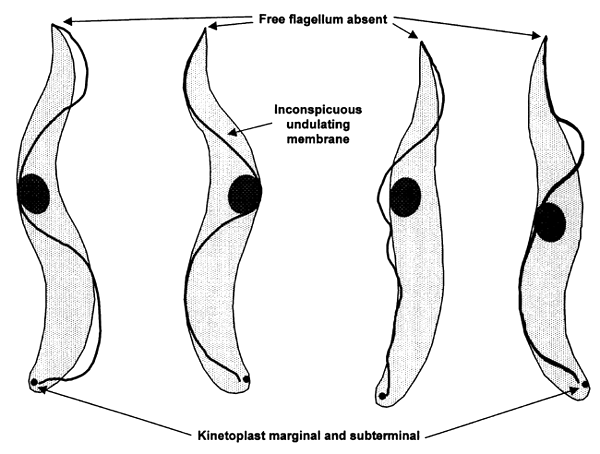 Free flagellum absent
Inconspicuous
undulating
membrane
Kinetoplast marginal and subterminal